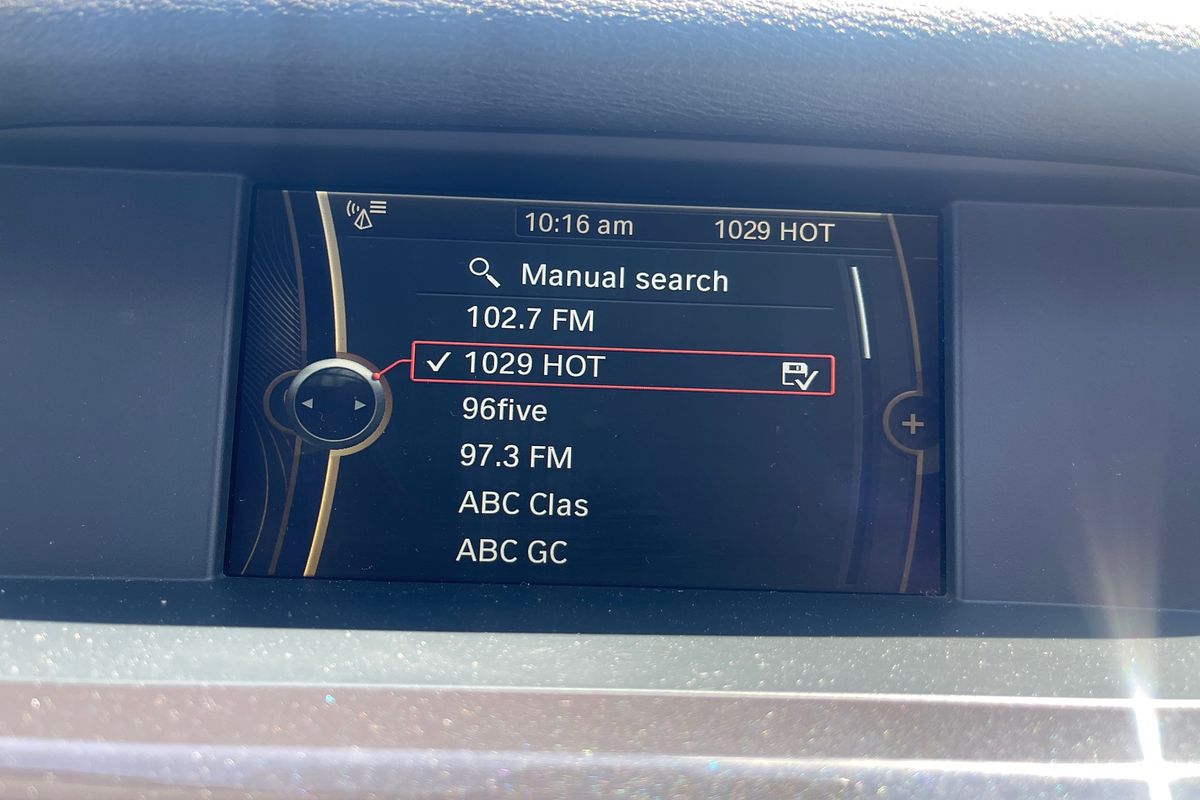 10:16 am 1029 HOT
Manual search
102.7 FM
1029 HOT
96five
97.3 FM
ABC Clas
ABC GC